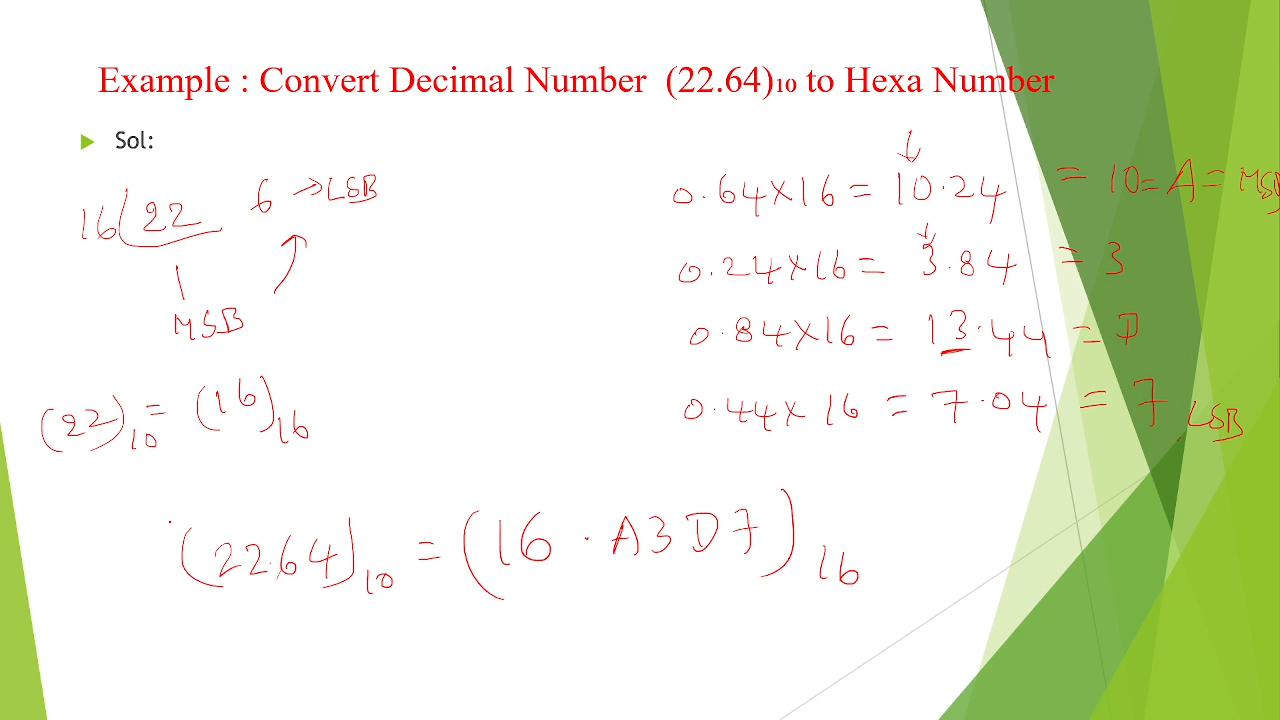 Example : Convert Decimal Number (22.64)10 to Hexa Number
Sol:
16 22 6 → LSB
1
MSB
(22)10 = (16)16
0.64×16 = 10.24 = 10 = A = MSB
0.24×16 = 3.84 = 3
0.84×16 = 13.44 = D
0.44×16 = 7.04 = 7 LSB
(22.64)10 = (16.A3D7)16